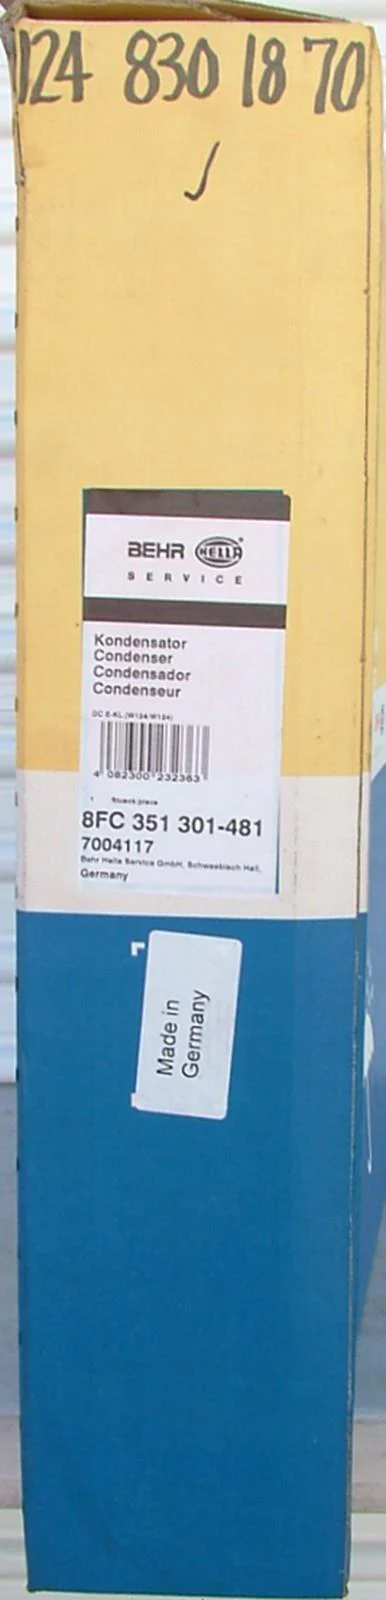 124 830 18 70
BEHR HELLA
SERVICE
Kondensator
Condenser
Condensador
Condenseur
DC E-KL.(W124/W124)
4 082300 232363
1 Stueck/piece
8FC 351 301-481
7004117
Behr Hella Service GmbH, Schwaebisch Hall,
Germany
Made in
Germany